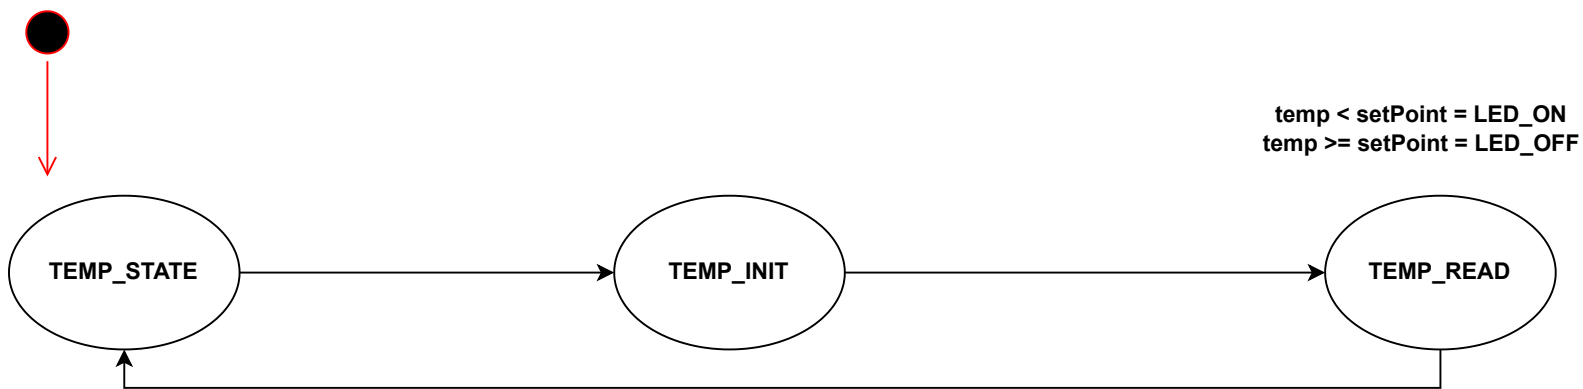 temp < setPoint = LED_ON
temp >= setPoint = LED_OFF
TEMP_STATE
TEMP_INIT
TEMP_READ